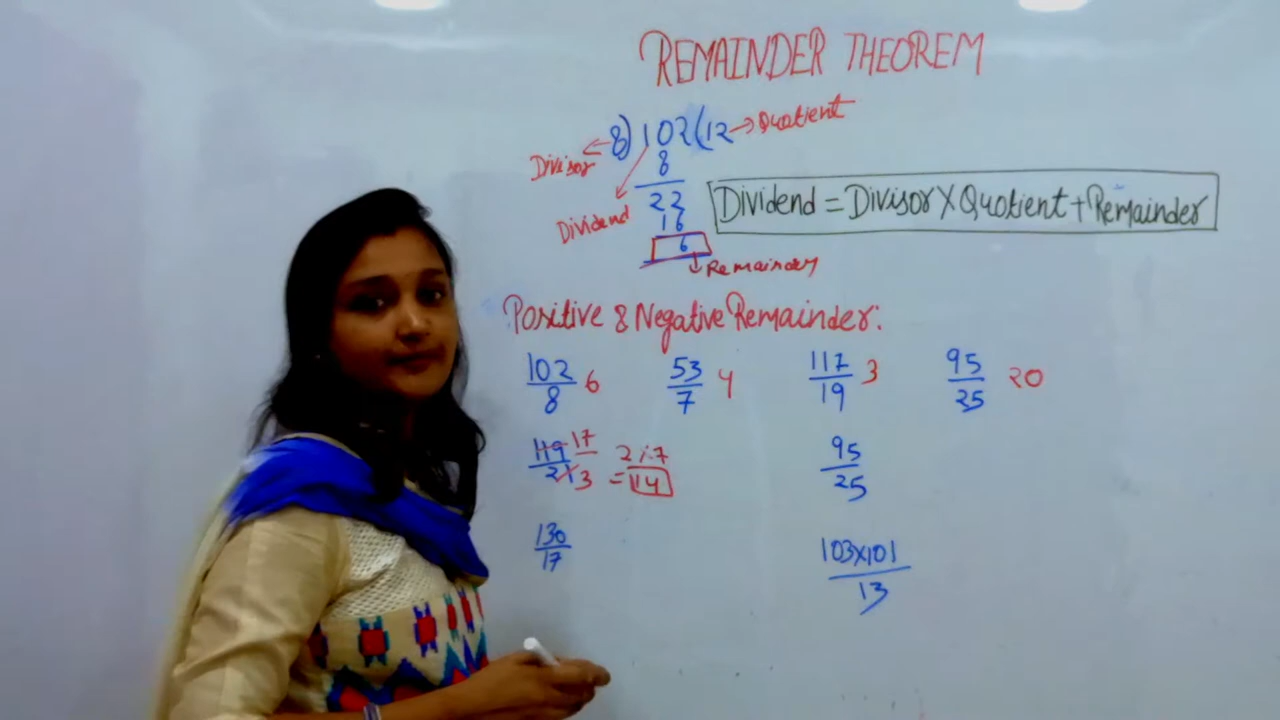 REMAINDER THEOREM
8) 102 (12 → Quotient
Divisor
8
22
Dividend
16
6
Remainder
Dividend = Divisor X Quotient + Remainder
Positive & Negative Remainder:
102/8 6 53/7 4 117/19 3 95/25 20
119/21 17/3 2×7 = 14 95/25
130/17 103×101/13